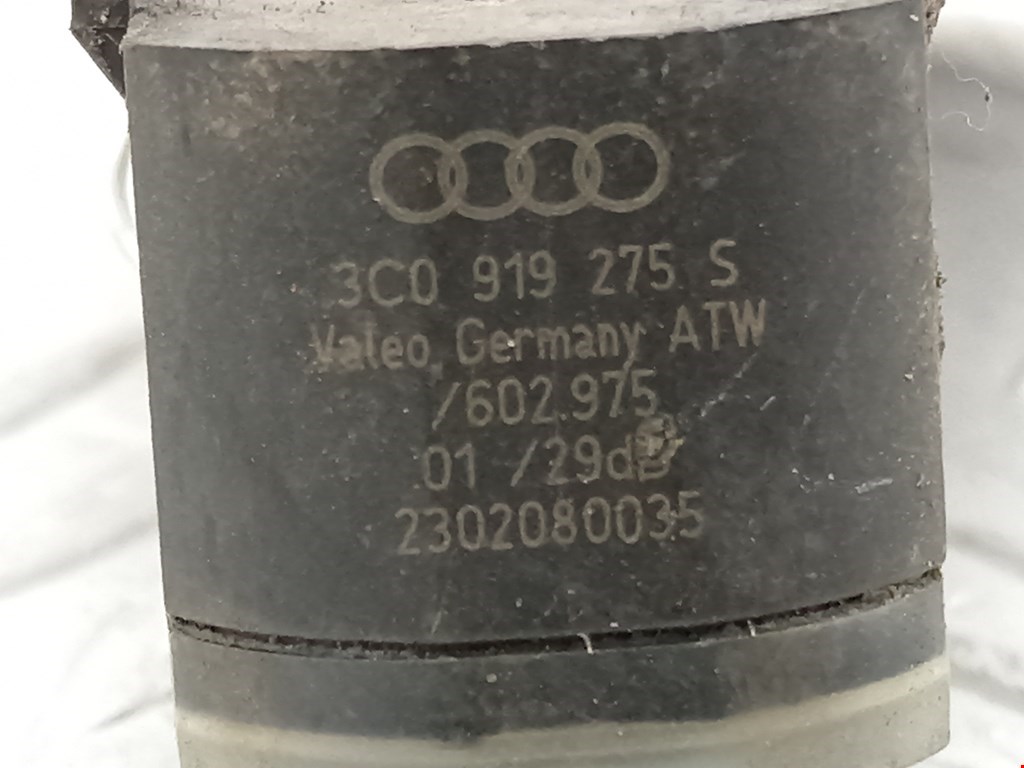 3C0 919 275 S
Valeo, Germany ATW
/602.975
01 /29dB
2302080035